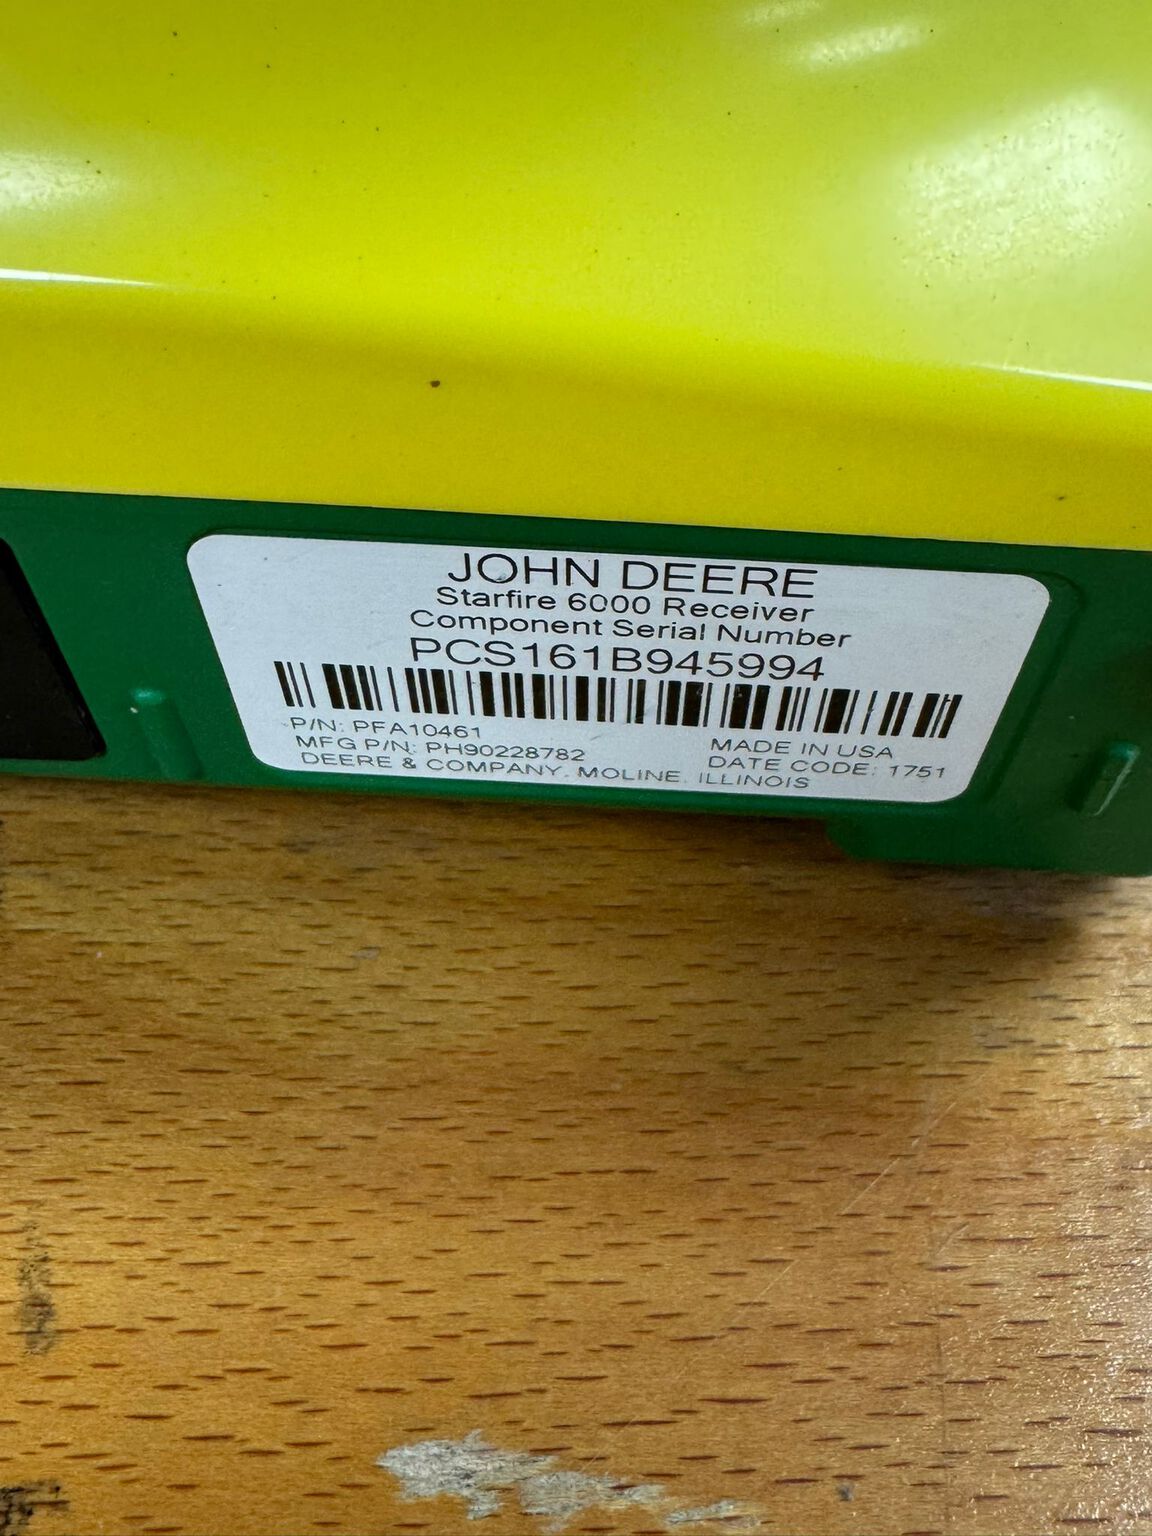 JOHN DEERE
Starfire 6000 Receiver
Component Serial Number
PCS161B945994
P/N: PFA10461
MFG P/N: PH90228782
MADE IN USA
DATE CODE: 1751
DEERE & COMPANY, MOLINE, ILLINOIS